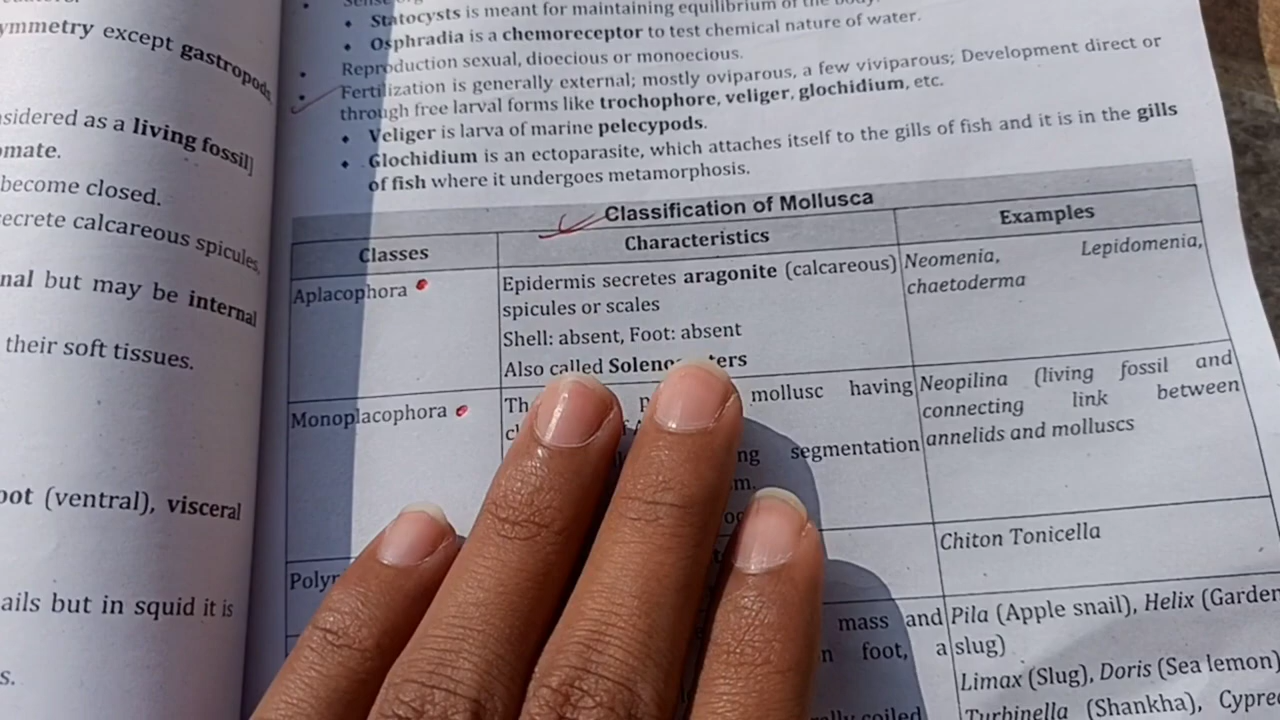 ymmetry except gastropods
nsidered as a living fossil]
omate.
become closed.
secrete calcareous spicules,
nal but may be internal
their soft tissues.
oot (ventral), visceral
ails but in squid it is
s.
Statocysts is meant for maintaining equilibrium of the body.
Osphradia is a chemoreceptor to test chemical nature of water.
Reproduction sexual, dioecious or monoecious.
Fertilization is generally external; mostly oviparous, a few viviparous; Development direct or
through free larval forms like trochophore, veliger, glochidium, etc.
Veliger is larva of marine pelecypods.
Glochidium is an ectoparasite, which attaches itself to the gills of fish and it is in the gills
of fish where it undergoes metamorphosis.
Classification of Mollusca
Classes Characteristics Examples
Aplacophora
Epidermis secretes aragonite (calcareous)
spicules or scales
Shell: absent, Foot: absent
Also called
Neomenia, Lepidomenia,
chaetoderma
Monoplacophora
mollusc having
segmentation
Neopilina (living fossil and
connecting link between
annelids and molluscs
Chiton Tonicella
mass and
foot, a
coiled
Pila (Apple snail), Helix (Garden
slug)
Limax (Slug), Doris (Sea lemon)
Turbinella (Shankha),